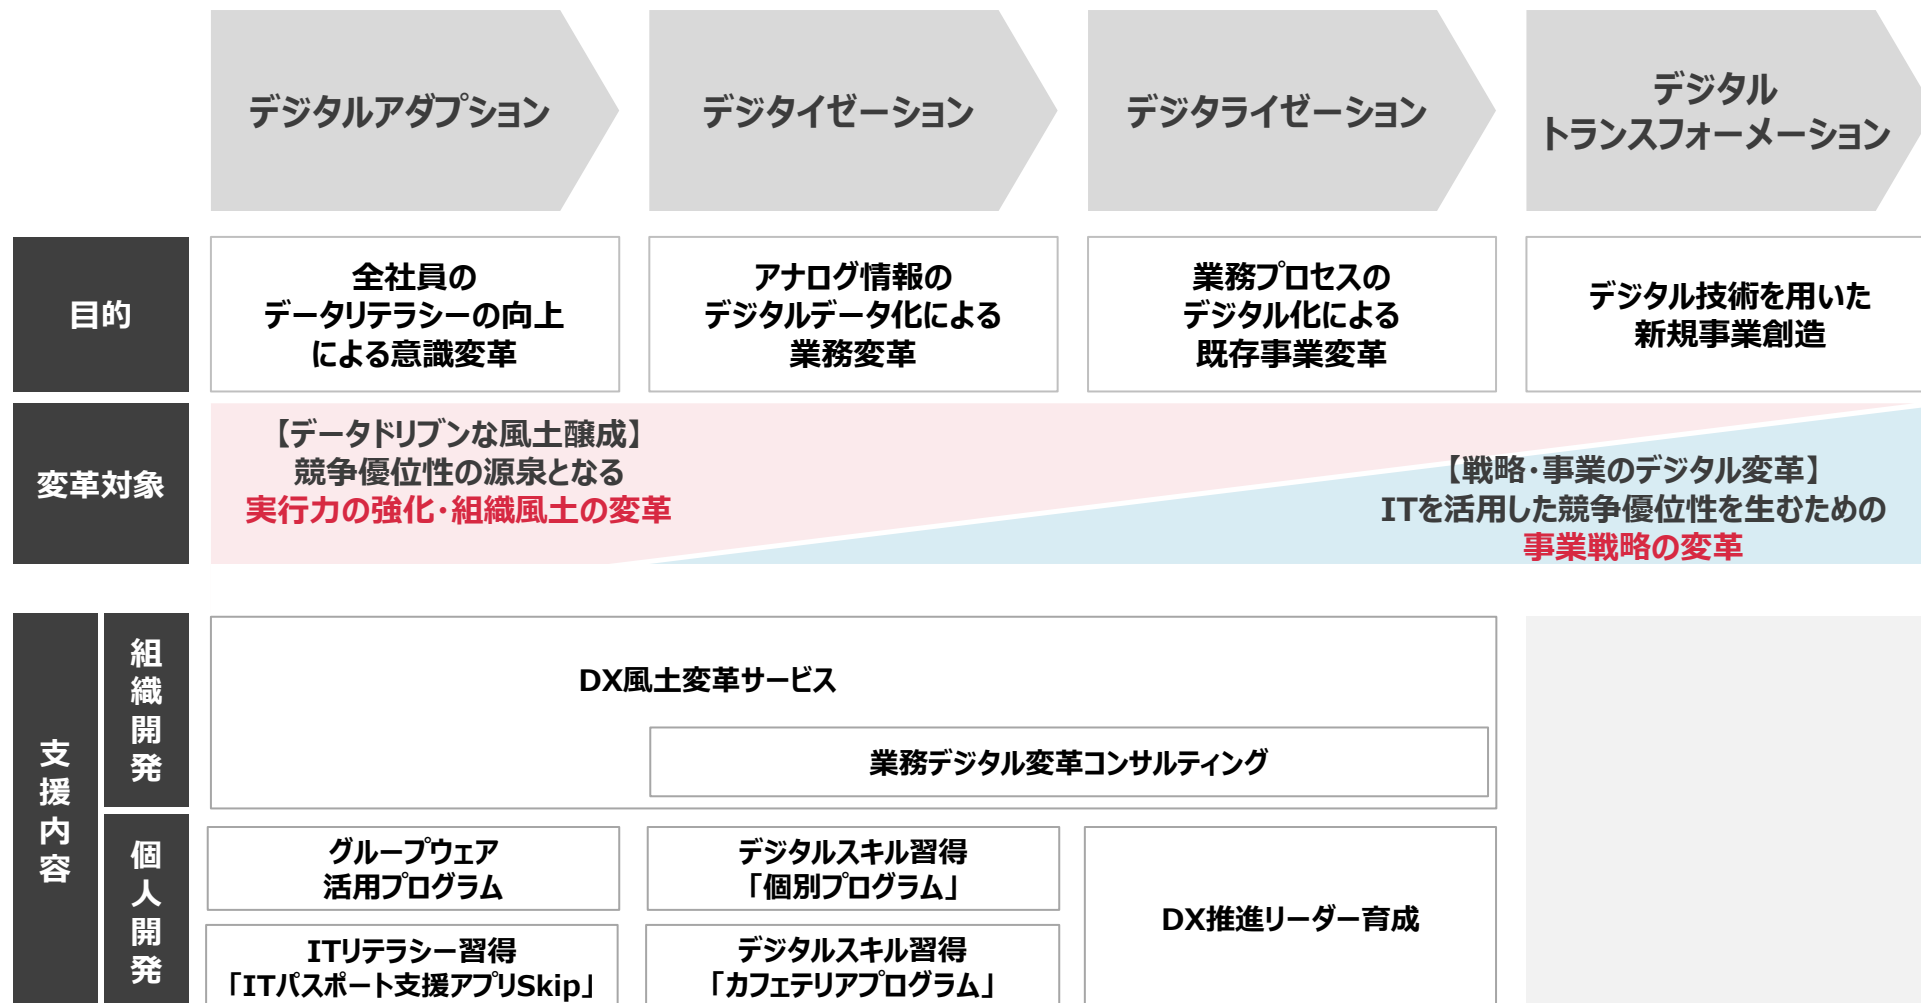 デジタルアダプション
デジタイゼーション
デジタライゼーション
デジタル
トランスフォーメーション
目的
全社員の
データリテラシーの向上
による意識変革
アナログ情報の
デジタルデータ化による
業務変革
業務プロセスの
デジタル化による
既存事業変革
デジタル技術を用いた
新規事業創造
変革対象
【データドリブンな風土醸成】
競争優位性の源泉となる
実行力の強化・組織風土の変革
【戦略・事業のデジタル変革】
ITを活用した競争優位性を生むための
事業戦略の変革
支援内容
組織開発
DX風土変革サービス
業務デジタル変革コンサルティング
個人開発
グループウェア
活用プログラム
ITリテラシー習得
「ITパスポート支援アプリSkip」
デジタルスキル習得
「個別プログラム」
デジタルスキル習得
「カフェテリアプログラム」
DX推進リーダー育成